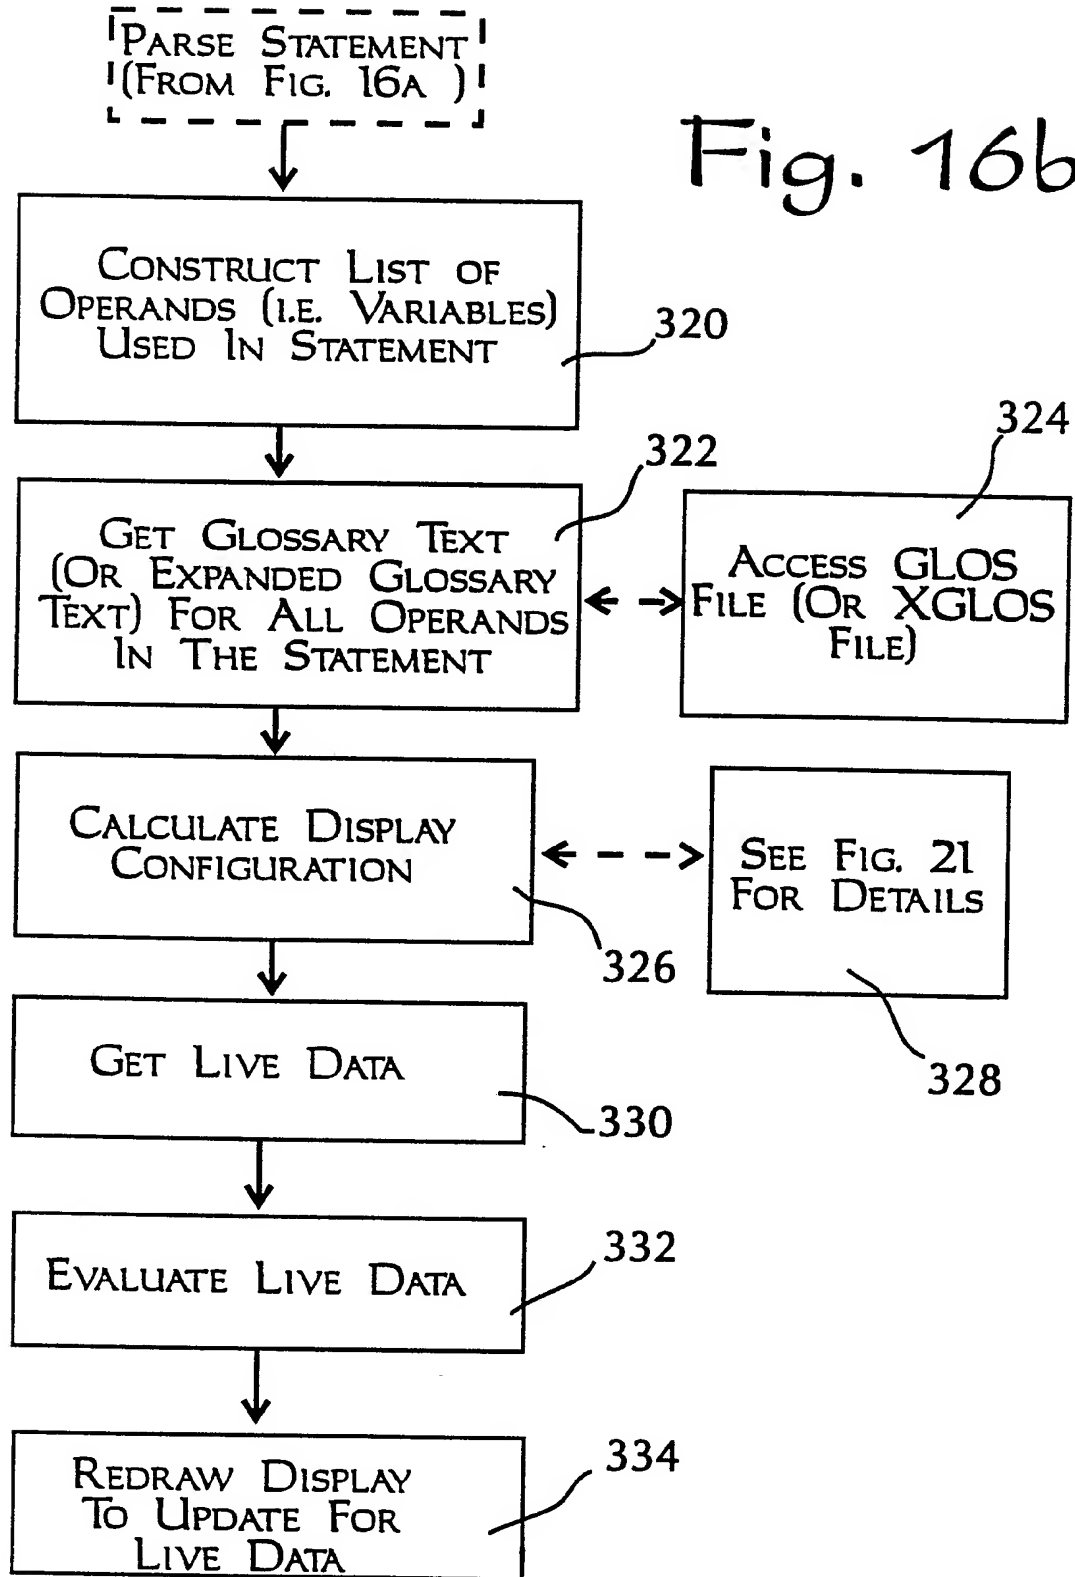 PARSE STATEMENT
(FROM FIG. 16A )
Fig. 16b
CONSTRUCT LIST OF
OPERANDS (I.E. VARIABLES)
USED IN STATEMENT
320
324
322
GET GLOSSARY TEXT
(OR EXPANDED GLOSSARY
TEXT) FOR ALL OPERANDS
IN THE STATEMENT
ACCESS GLOS
FILE (OR XGLOS
FILE)
CALCULATE DISPLAY
CONFIGURATION
SEE FIG. 21
FOR DETAILS
326
328
GET LIVE DATA
330
332
EVALUATE LIVE DATA
334
REDRAW DISPLAY
TO UPDATE FOR
LIVE DATA